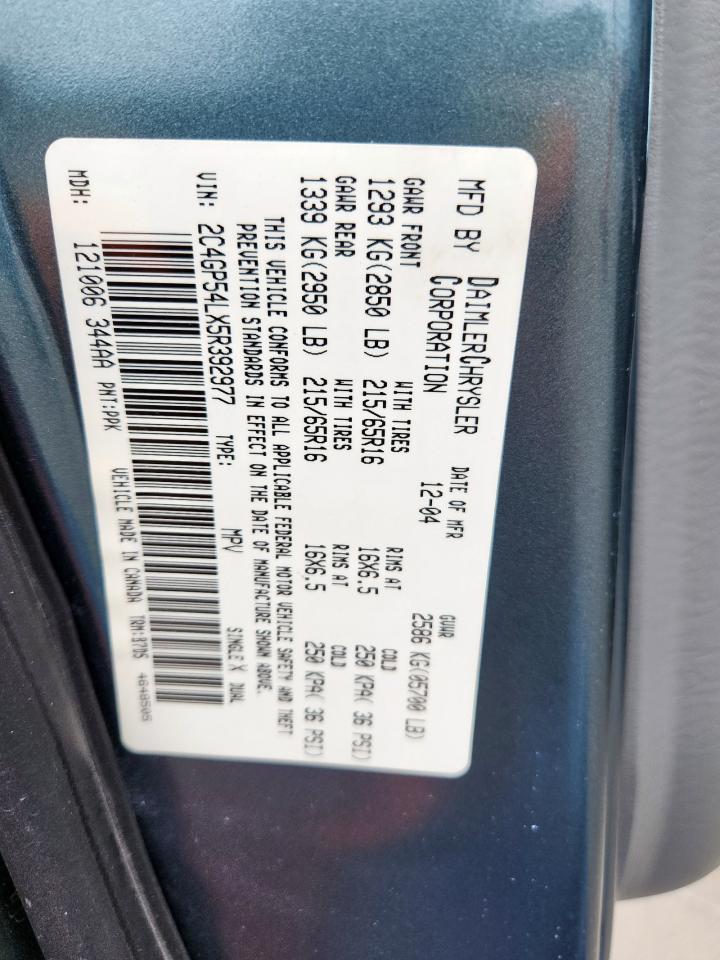 MFD BY DAIMLERCHRYSLER CORPORATION
DATE OF MFR 12-04
GVWR 2586 KG(05700 LB)
GAWR FRONT WITH TIRES RIMS AT COLD
1293 KG(2850 LB) 215/65R16 16X6.5 250 KPA( 36 PSI)
GAWR REAR WITH TIRES RIMS AT COLD
1339 KG(2950 LB) 215/65R16 16X6.5 250 KPA( 36 PSI)
THIS VEHICLE CONFORMS TO ALL APPLICABLE FEDERAL MOTOR VEHICLE SAFETY AND THEFT
PREVENTION STANDARDS IN EFFECT ON THE DATE OF MANUFACTURE SHOWN ABOVE.
VIN: 2C4GP54LX5R392977 TYPE: MPV SINGLE X DUAL
MDH: 121006 344AA PNT:PPK VEHICLE MADE IN CANADA TRM:B7D5 4648505